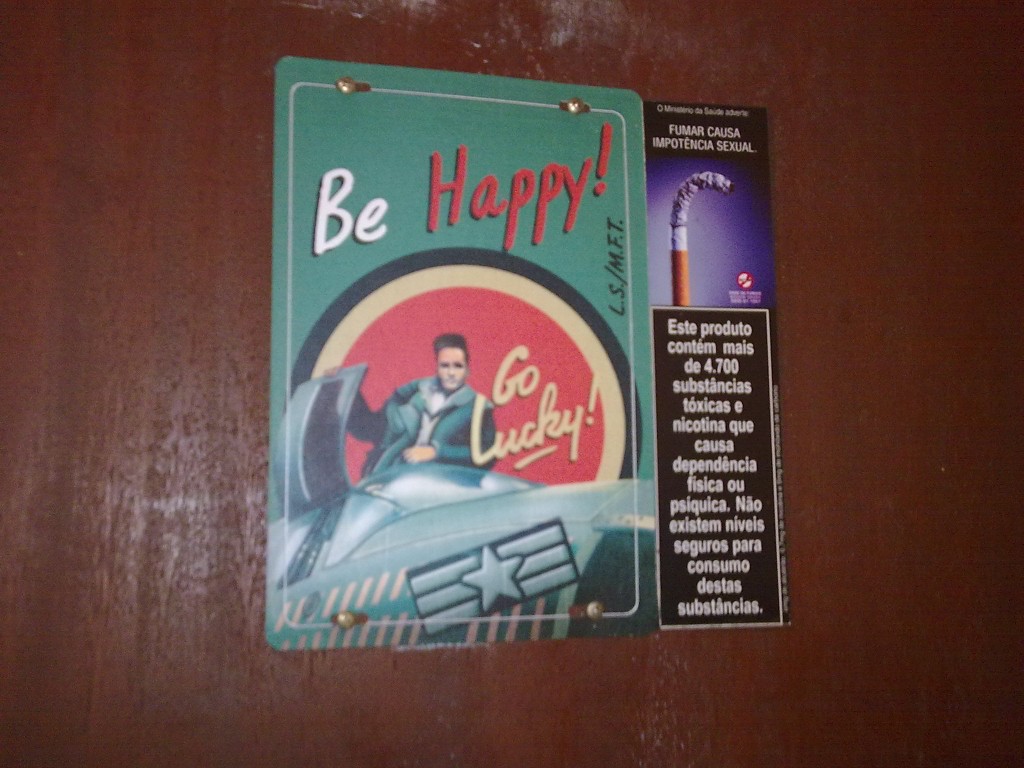 Be Happy!
L.S./M.F.T.
Go
Lucky!
O Ministério da Saúde adverte:
FUMAR CAUSA
IMPOTÊNCIA SEXUAL.
Este produto
contém mais
de 4.700
substâncias
tóxicas e
nicotina que
causa
dependência
física ou
psíquica. Não
existem níveis
seguros para
consumo
destas
substâncias.